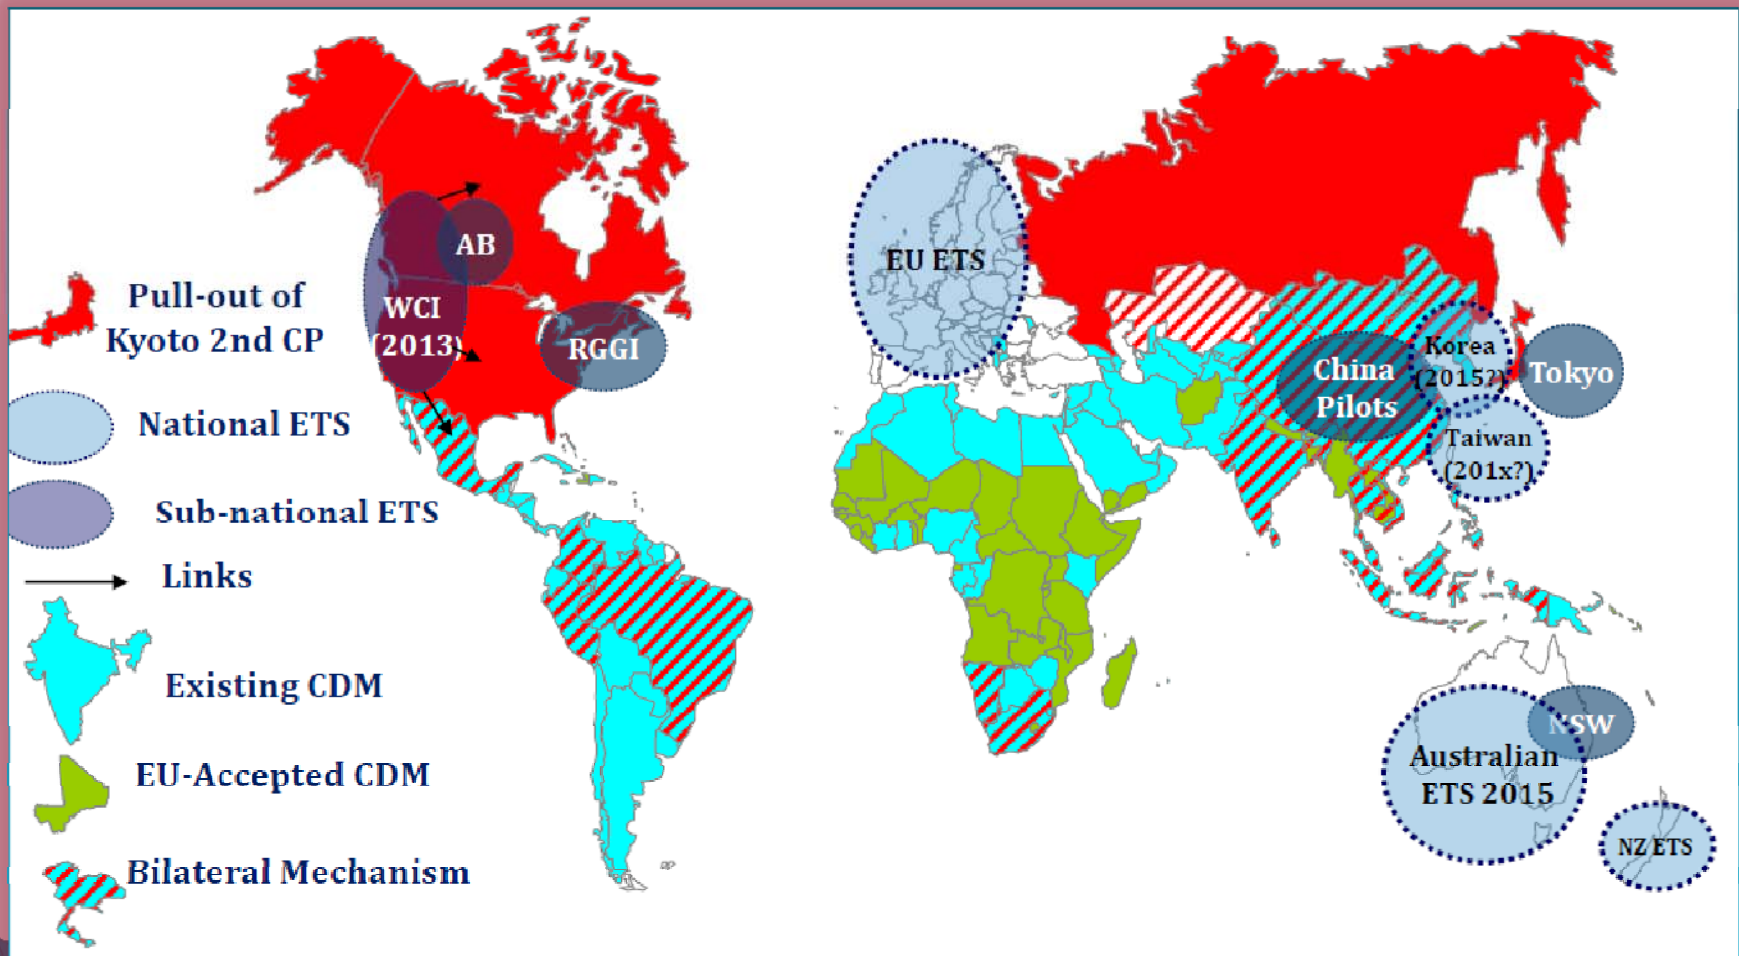 Pull-out of
Kyoto 2nd CP
National ETS
Sub-national ETS
Links
Existing CDM
EU-Accepted CDM
Bilateral Mechanism
AB
WCI
(2013)
RGGI
EU ETS
China
Pilots
Korea
(2015?)
Tokyo
Taiwan
(201x?)
NSW
Australian
ETS 2015
NZ ETS